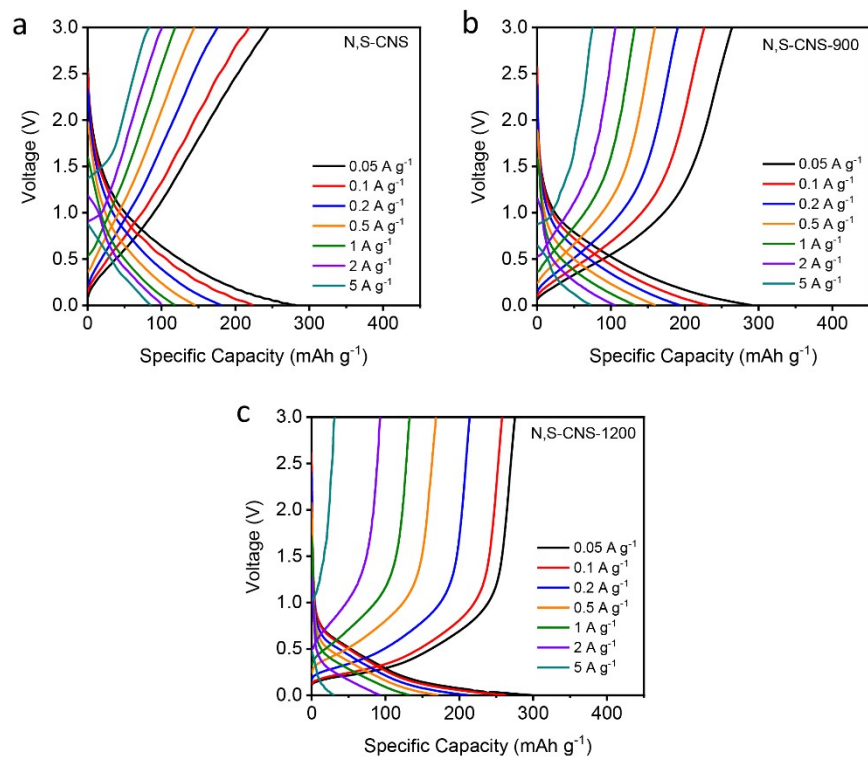 a
N,S-CNS
3.0
2.5
2.0
1.5
1.0
0.5
0.0
Voltage (V)
0.05 A g⁻¹
0.1 A g⁻¹
0.2 A g⁻¹
0.5 A g⁻¹
1 A g⁻¹
2 A g⁻¹
5 A g⁻¹
0 100 200 300 400
Specific Capacity (mAh g⁻¹)
b
N,S-CNS-900
3.0
2.5
2.0
1.5
1.0
0.5
0.0
Voltage (V)
0.05 A g⁻¹
0.1 A g⁻¹
0.2 A g⁻¹
0.5 A g⁻¹
1 A g⁻¹
2 A g⁻¹
5 A g⁻¹
0 100 200 300 400
Specific Capacity (mAh g⁻¹)
c
N,S-CNS-1200
3.0
2.5
2.0
1.5
1.0
0.5
0.0
Voltage (V)
0.05 A g⁻¹
0.1 A g⁻¹
0.2 A g⁻¹
0.5 A g⁻¹
1 A g⁻¹
2 A g⁻¹
5 A g⁻¹
0 100 200 300 400
Specific Capacity (mAh g⁻¹)